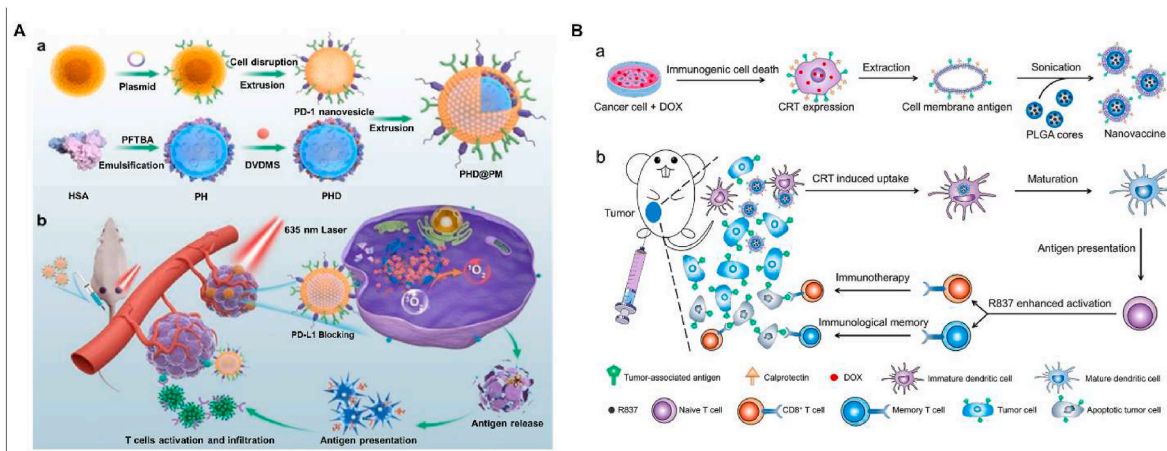 A
a
Plasmid
Cell disruption
Extrusion
PD-1 nanovesicle
Extrusion
PFTBA
Emulsification
DVDMS
HSA
PH
PHD
PHD@PM
b
635 nm Laser
PD-L1 Blocking
³O₂
¹O₂
T cells activation and infiltration
Antigen presentation
Antigen release
B
a
Immunogenic cell death
Extraction
Sonication
Cancer cell + DOX
CRT expression
Cell membrane antigen
PLGA cores
Nanovaccine
b
Tumor
CRT induced uptake
Maturation
Antigen presentation
R837 enhanced activation
Immunotherapy
Immunological memory
Tumor-associated antigen
Calprotectin
DOX
Immature dendritic cell
Mature dendritic cell
R837
Naive T cell
CD8⁺ T cell
Memory T cell
Tumor cell
Apoptotic tumor cell